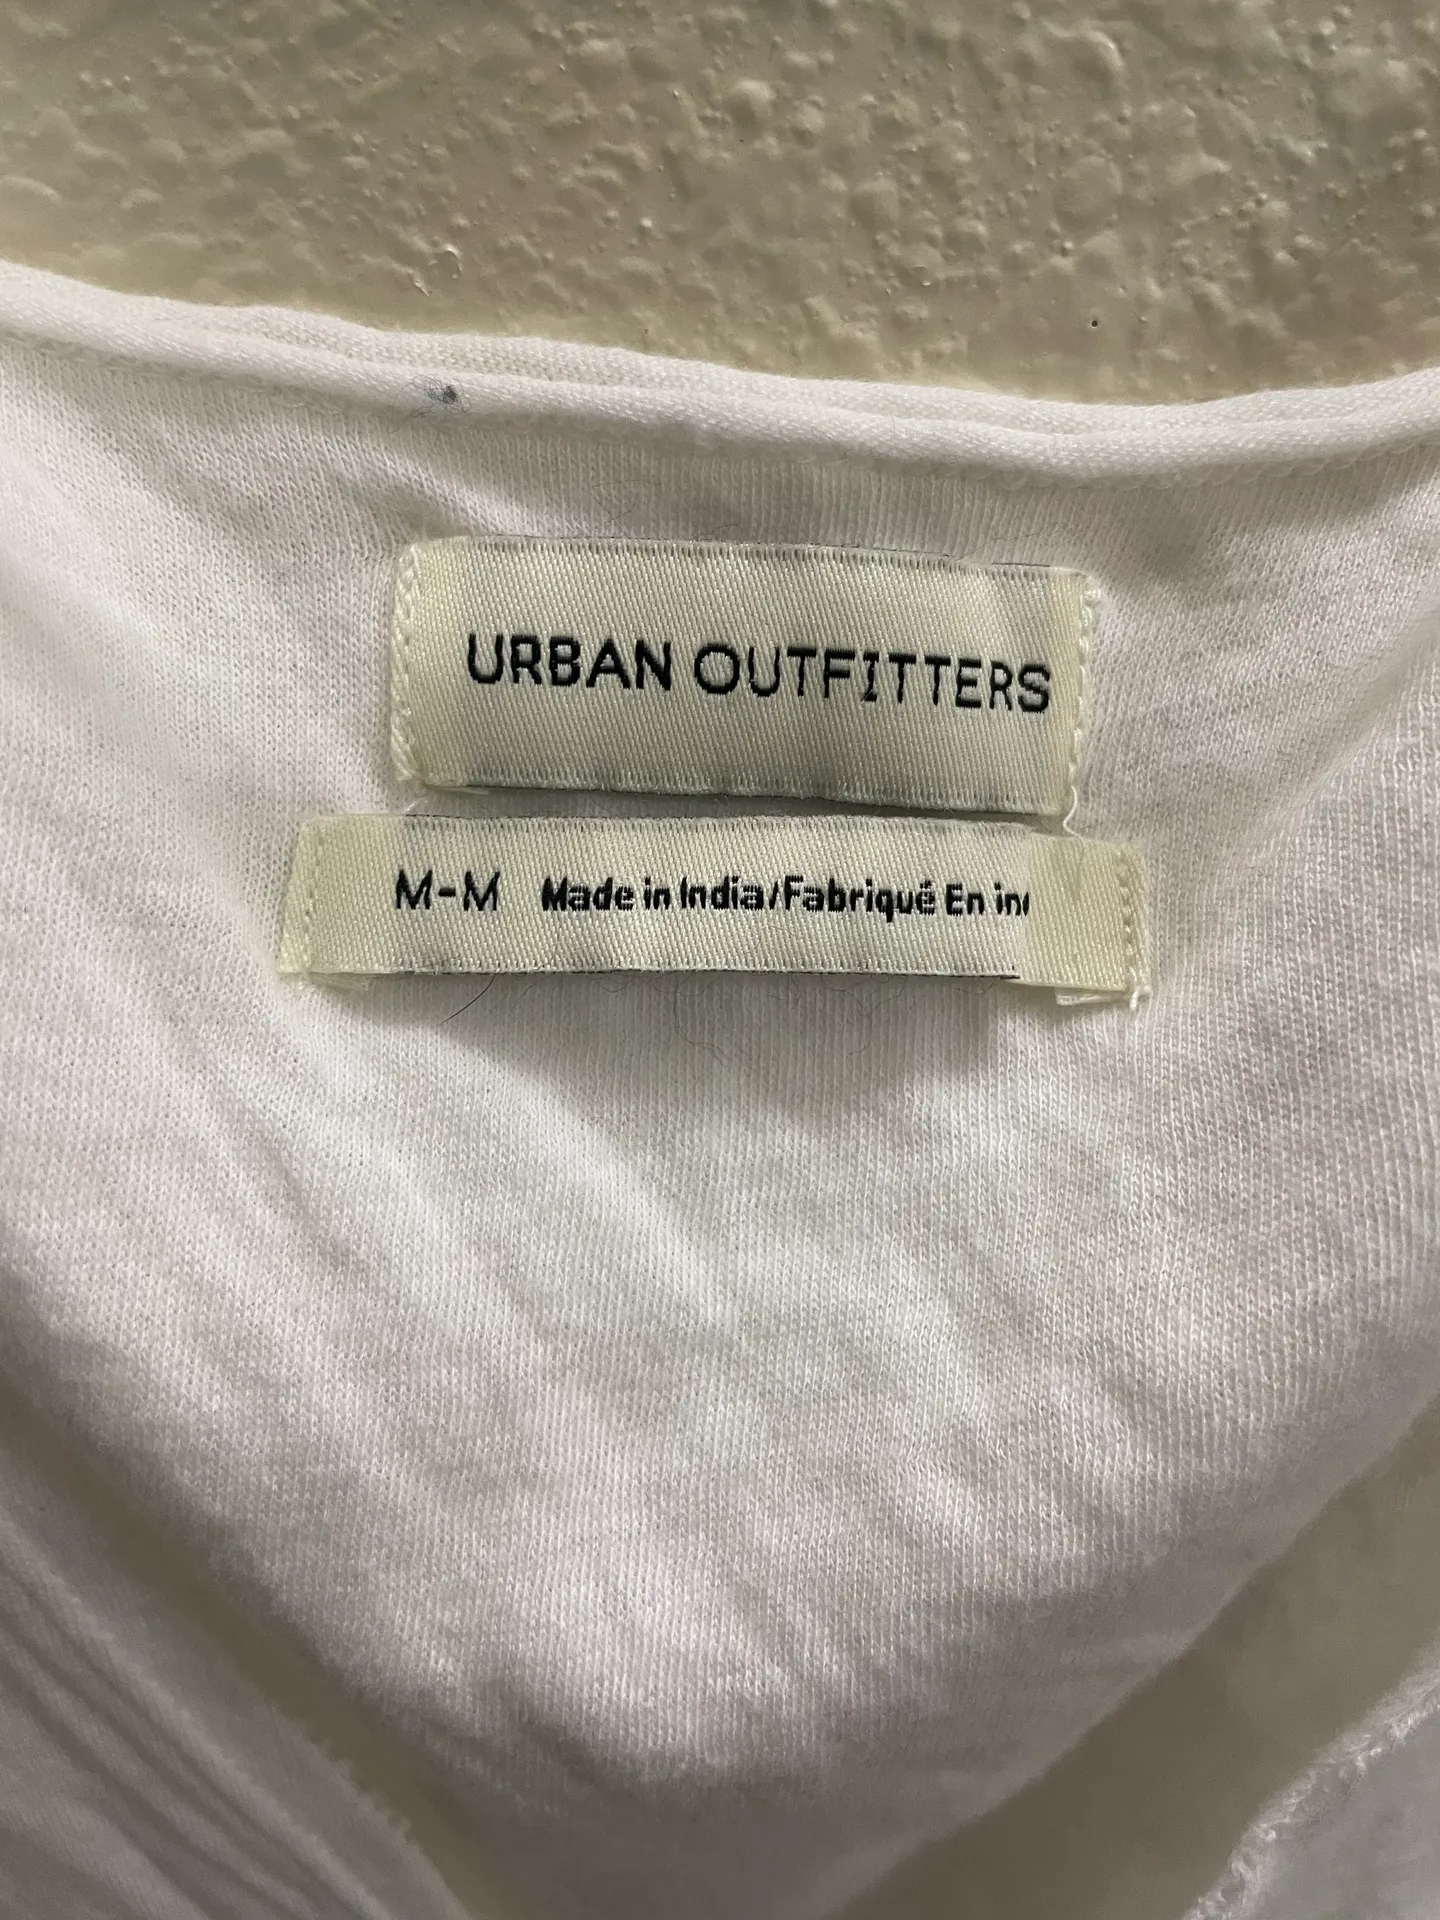 URBAN OUTFITTERS
M-M Made in India/Fabriqué En